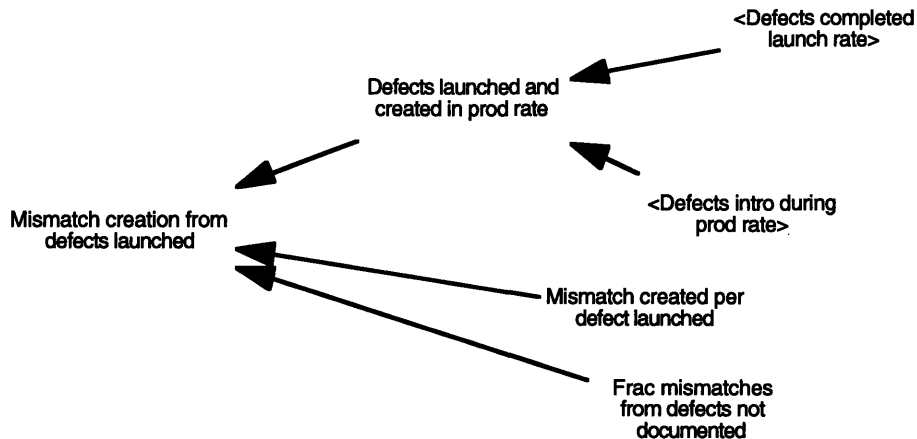 <Defects completed
launch rate>
Defects launched and
created in prod rate
<Defects intro during
prod rate>
Mismatch creation from
defects launched
Mismatch created per
defect launched
Frac mismatches
from defects not
documented